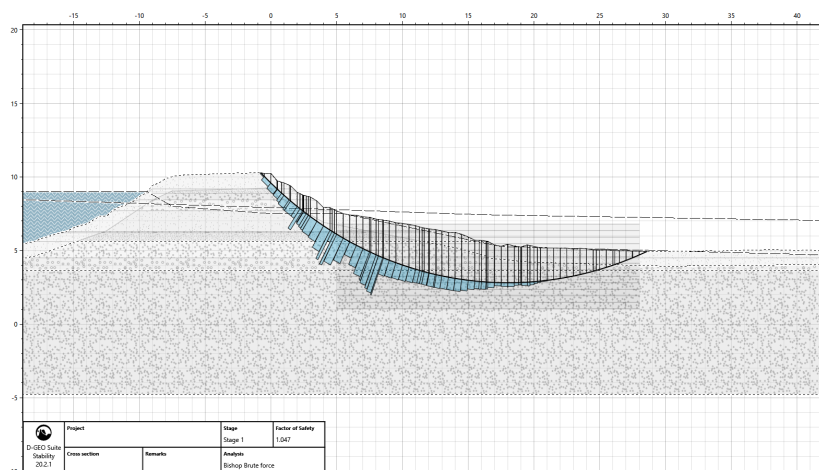 -15 -10 -5 0 5 10 15 20 25 30 35 40
20
15
10
5
0
-5
-10
D-GEO Suite
Stability
20.2.1
Project
Stage
Stage 1
Factor of Safety
1.047
Cross section
Remarks
Analysis
Bishop Brute force